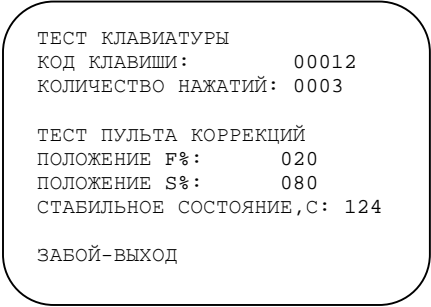 ТЕСТ КЛАВИАТУРЫ
КОД КЛАВИШИ: 00012
КОЛИЧЕСТВО НАЖАТИЙ: 0003
ТЕСТ ПУЛЬТА КОРРЕКЦИЙ
ПОЛОЖЕНИЕ F%: 020
ПОЛОЖЕНИЕ S%: 080
СТАБИЛЬНОЕ СОСТОЯНИЕ,С: 124
ЗАБОЙ-ВЫХОД